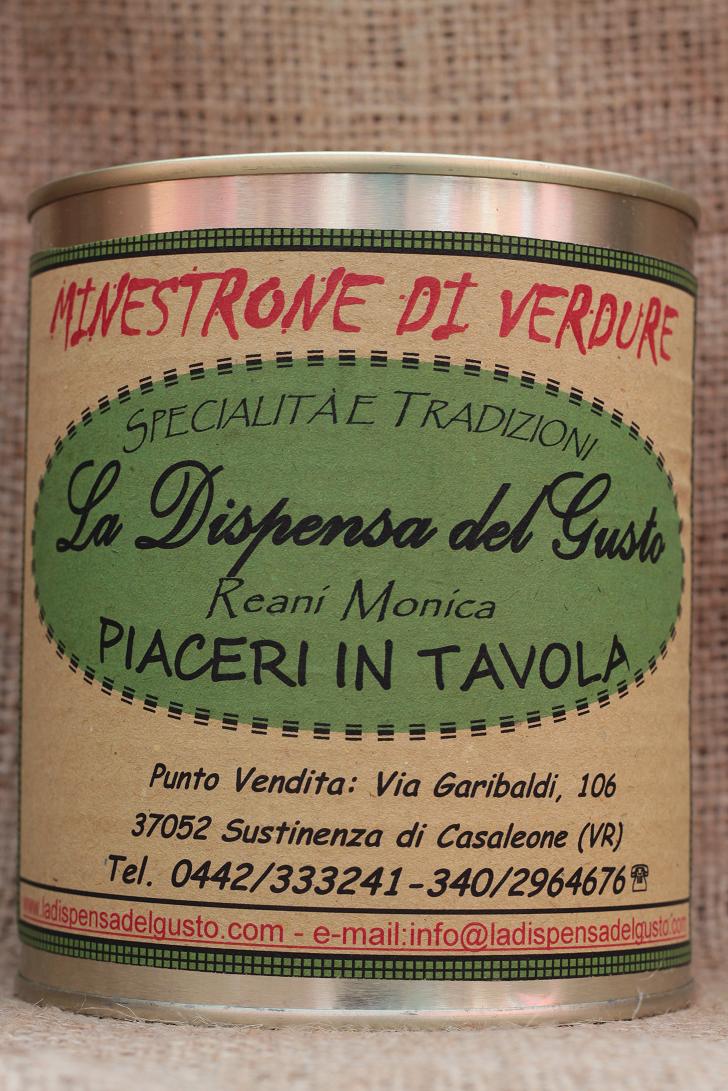 MINESTRONE DI VERDURE
SPECIALITÀ E TRADIZIONI
La Dispensa del Gusto
Reani Monica
PIACERI IN TAVOLA
Punto Vendita: Via Garibaldi, 106
37052 Sustinenza di Casaleone (VR)
Tel. 0442/333241-340/2964676☏
www.ladispensadelgusto.com - e-mail:info@ladispensadelgusto.com